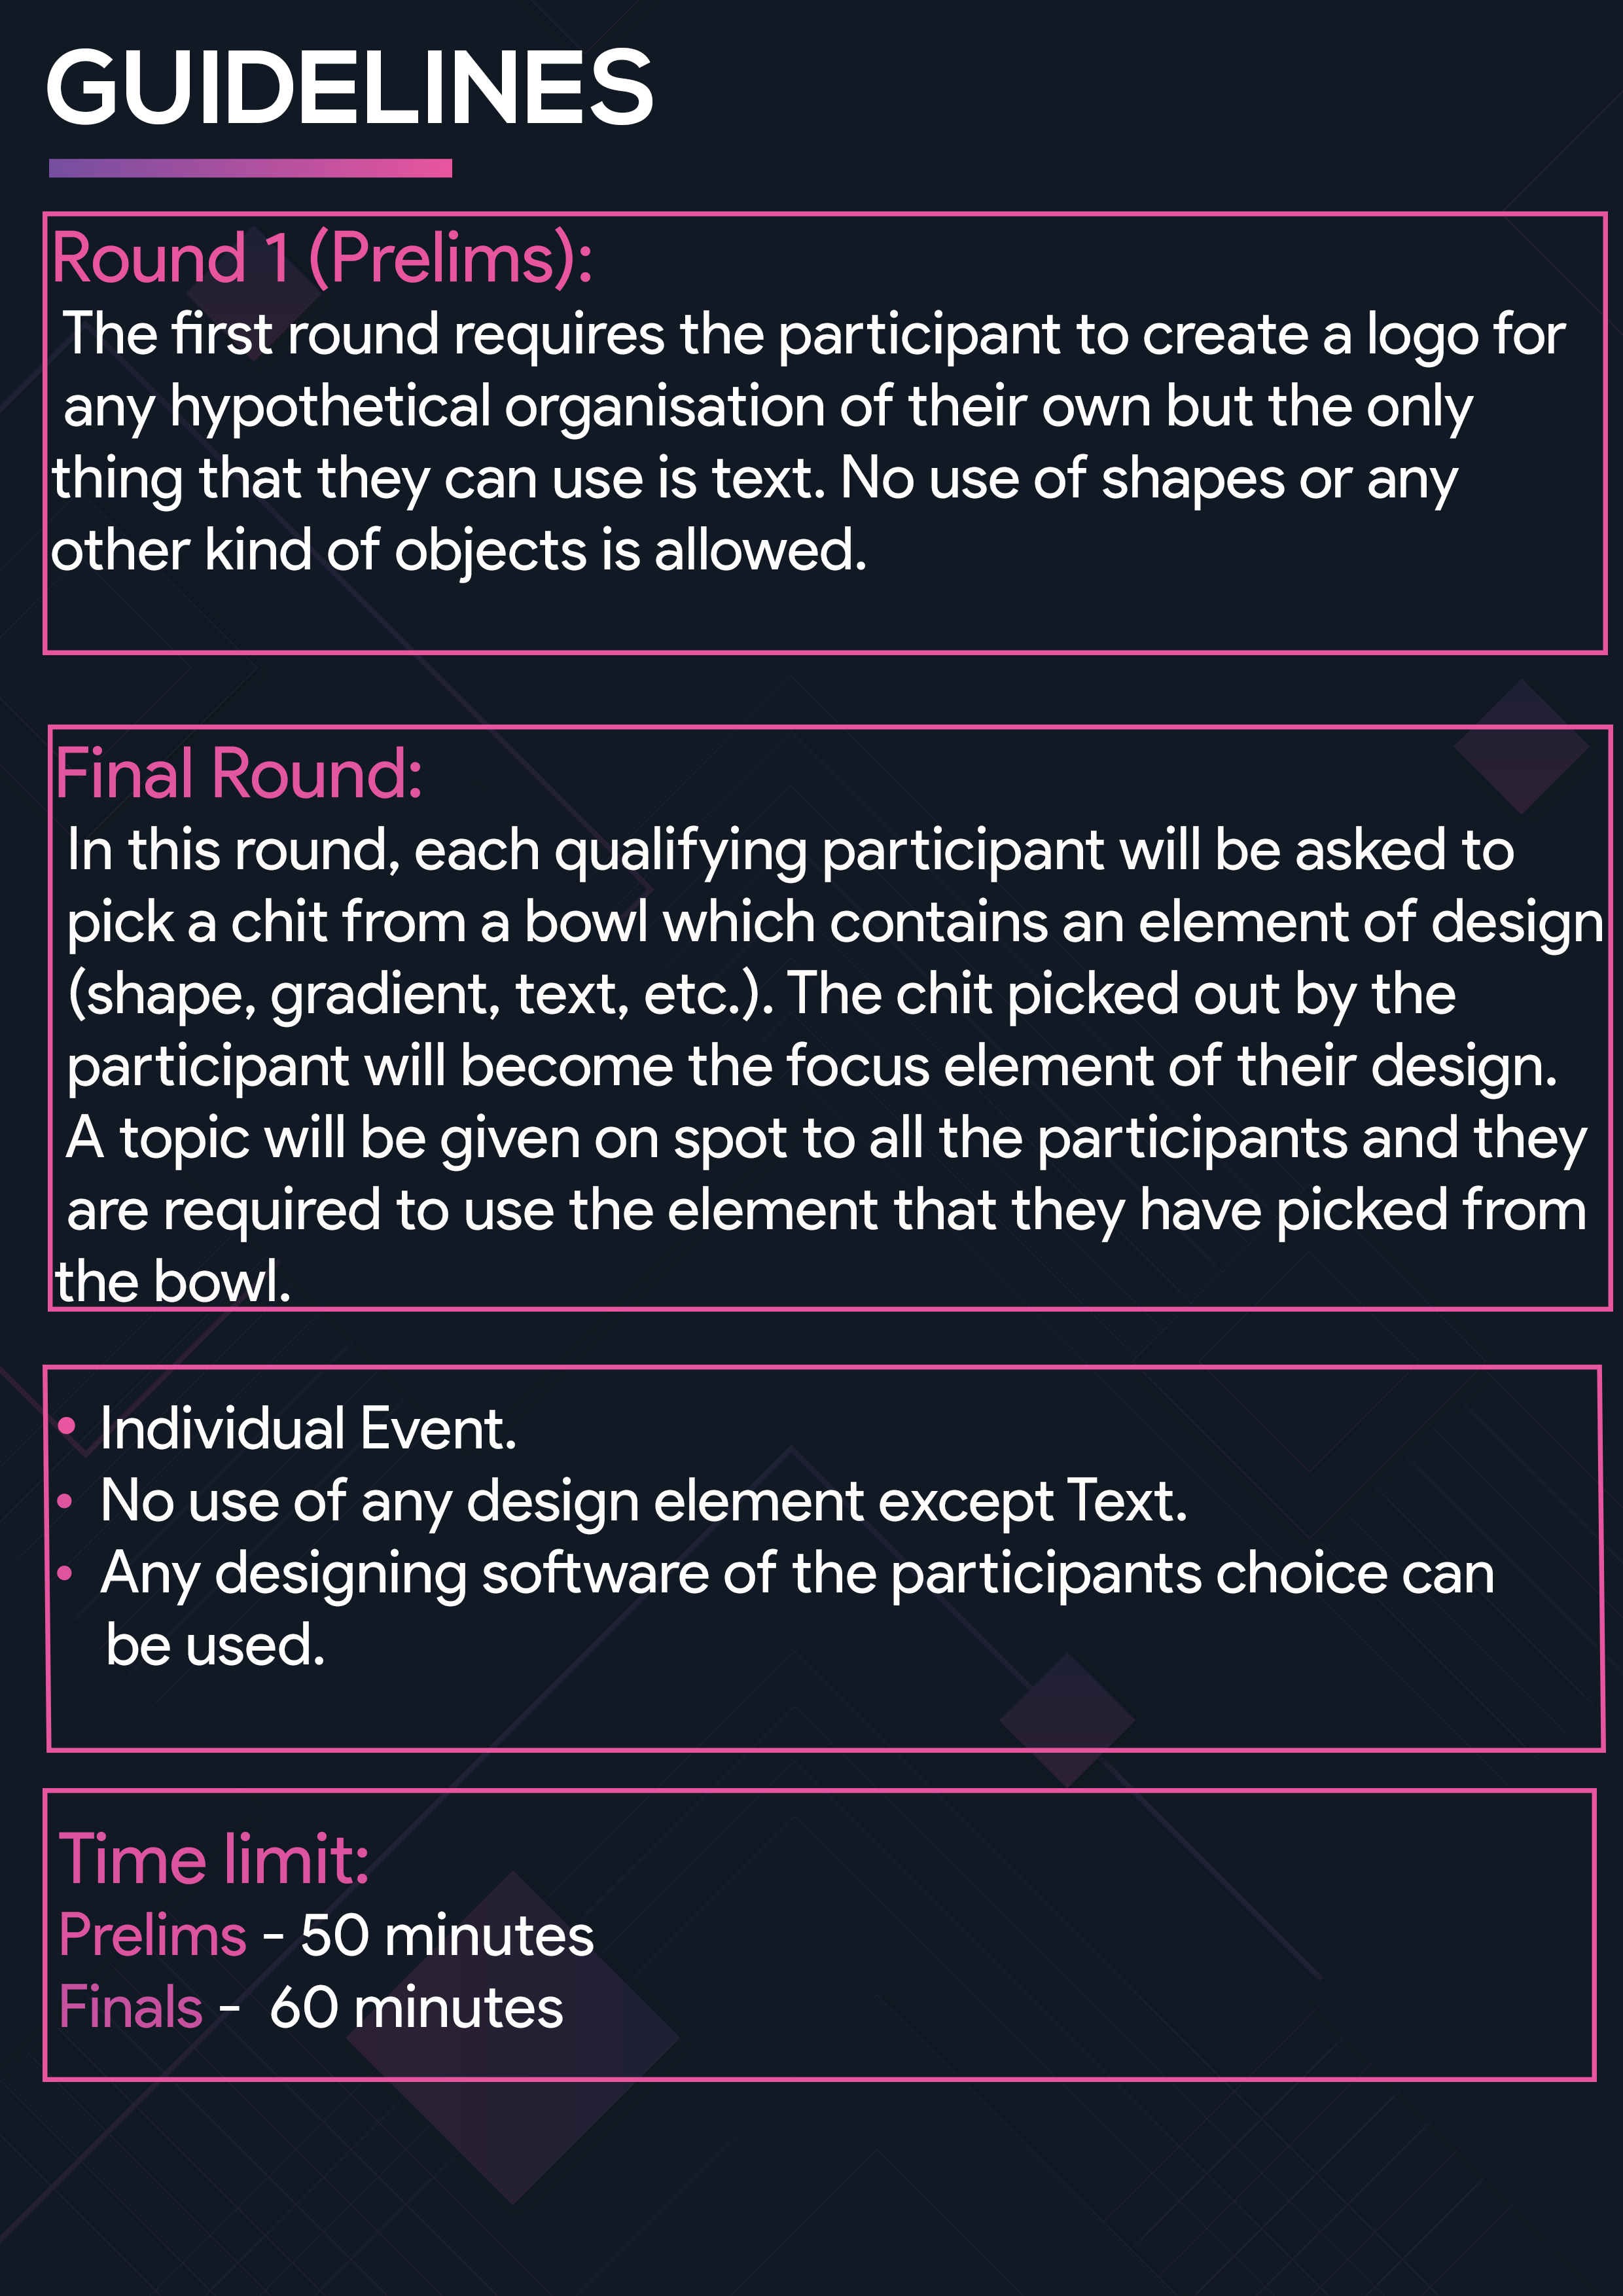 GUIDELINES
Round 1 (Prelims):
The first round requires the participant to create a logo for
any hypothetical organisation of their own but the only
thing that they can use is text. No use of shapes or any
other kind of objects is allowed.
Final Round:
In this round, each qualifying participant will be asked to
pick a chit from a bowl which contains an element of design
(shape, gradient, text, etc.). The chit picked out by the
participant will become the focus element of their design.
A topic will be given on spot to all the participants and they
are required to use the element that they have picked from
the bowl.
• Individual Event.
• No use of any design element except Text.
• Any designing software of the participants choice can
be used.
Time limit:
Prelims - 50 minutes
Finals - 60 minutes